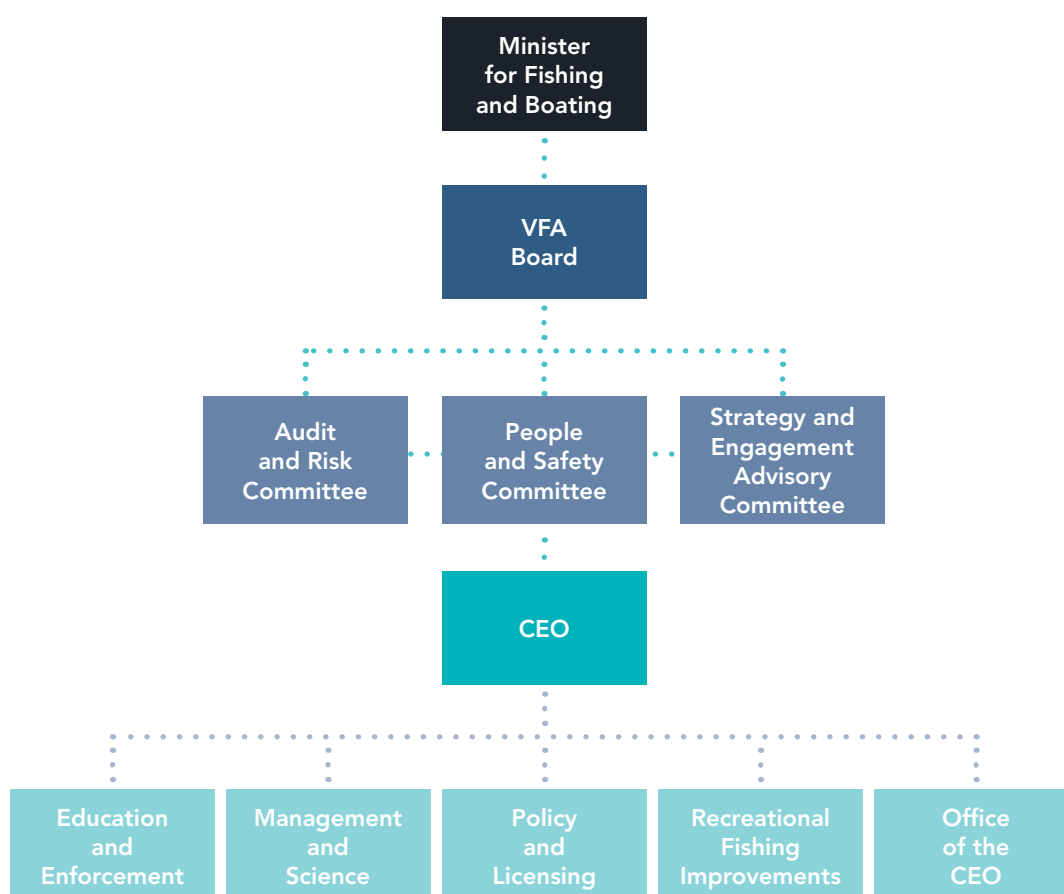 Minister
for Fishing
and Boating
VFA
Board
Audit
and Risk
Committee
People
and Safety
Committee
Strategy and
Engagement
Advisory
Committee
CEO
Education
and
Enforcement
Management
and
Science
Policy
and
Licensing
Recreational
Fishing
Improvements
Office
of the
CEO